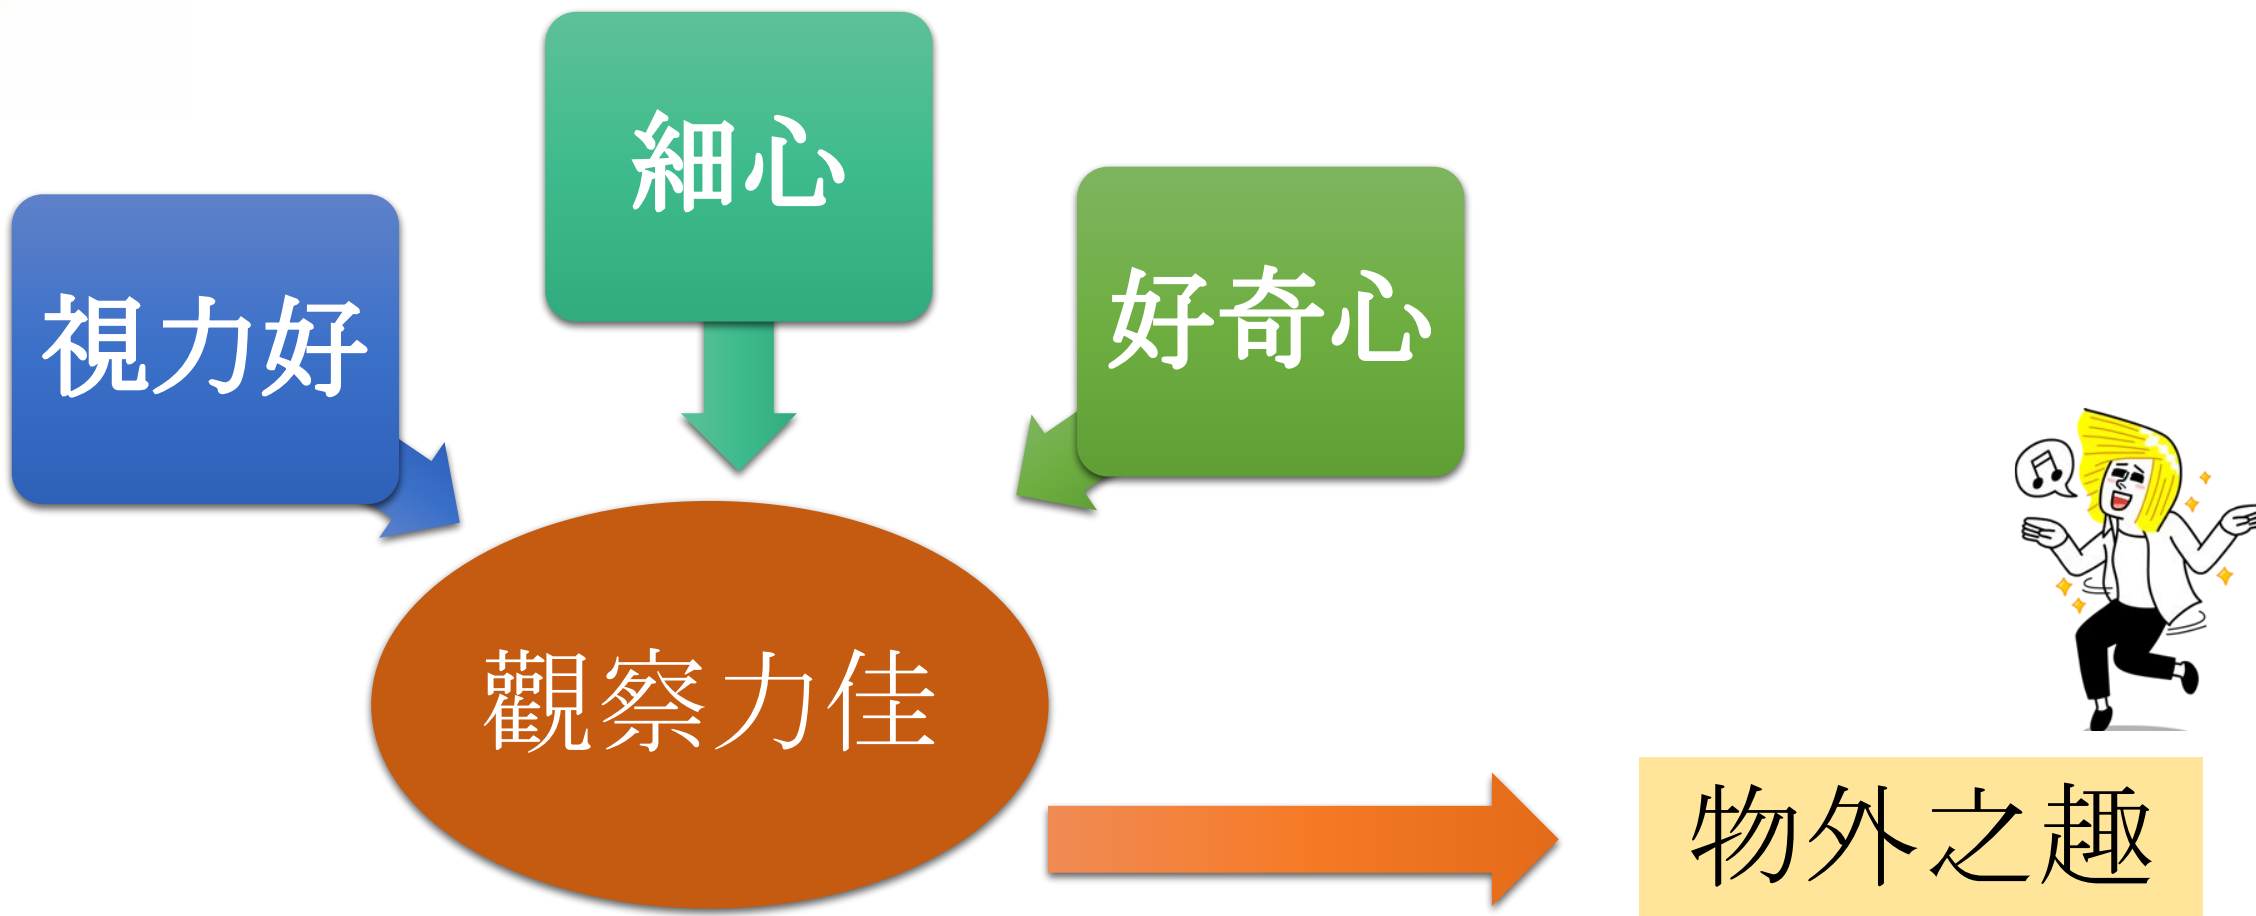 細心
視力好
好奇心
觀察力佳
物外之趣